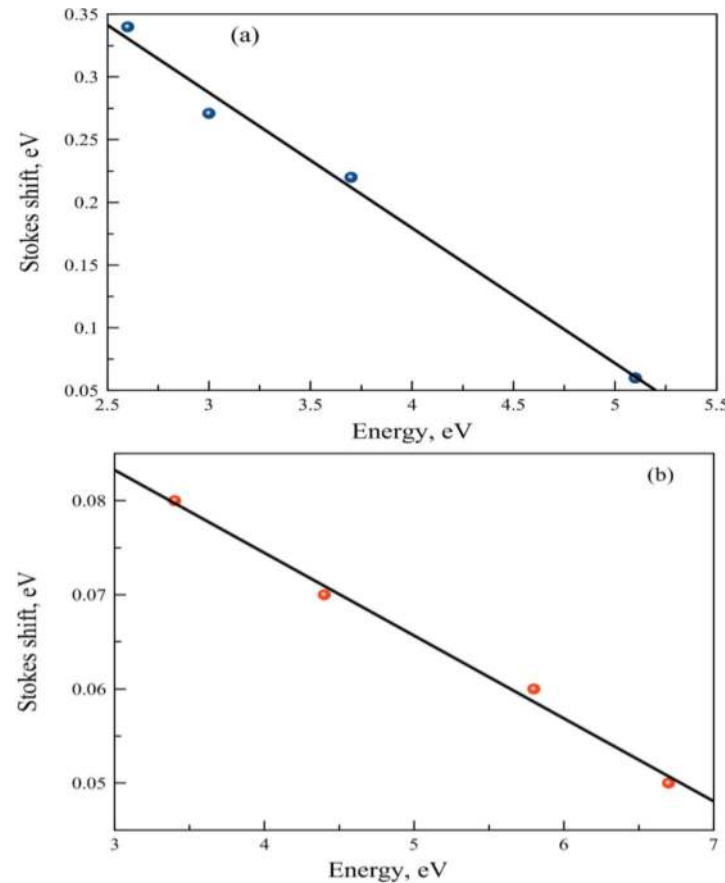 (a)
0.35
0.3
0.25
0.2
0.15
0.1
0.05
Stokes shift, eV
2.5 3 3.5 4 4.5 5 5.5
Energy, eV
(b)
0.08
0.07
0.06
0.05
Stokes shift, eV
3 4 5 6 7
Energy, eV